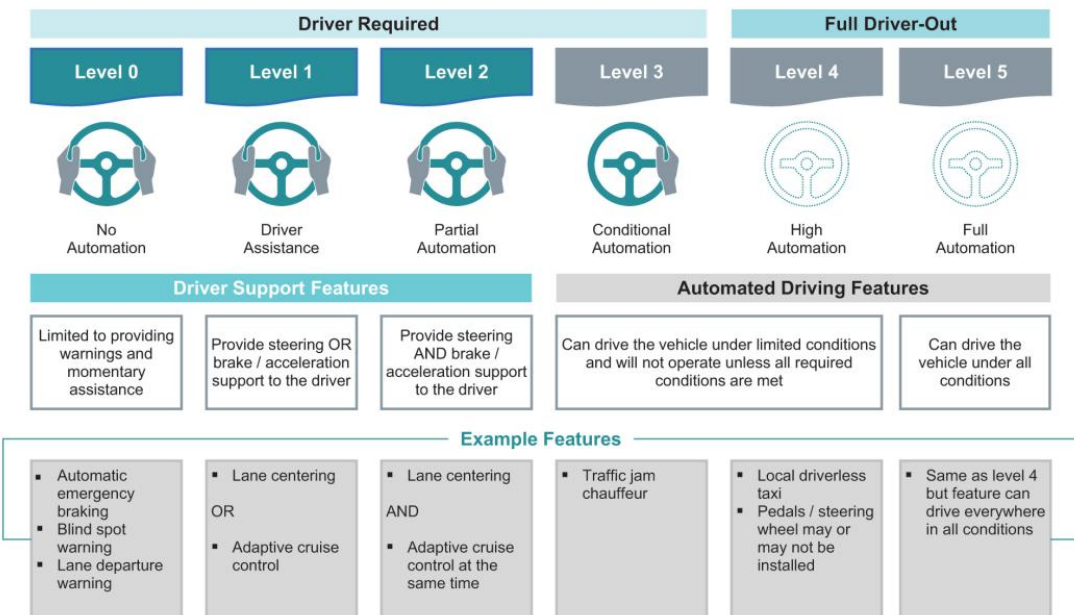 Driver Required
Full Driver-Out
Level 0
Level 1
Level 2
Level 3
Level 4
Level 5
No
Automation
Driver
Assistance
Partial
Automation
Conditional
Automation
High
Automation
Full
Automation
Driver Support Features
Automated Driving Features
Limited to providing
warnings and
momentary
assistance
Provide steering OR
brake / acceleration
support to the driver
Provide steering
AND brake /
acceleration support
to the driver
Can drive the vehicle under limited conditions
and will not operate unless all required
conditions are met
Can drive the
vehicle under all
conditions
Example Features
▪ Automatic
emergency
braking
▪ Blind spot
warning
▪ Lane departure
warning
▪ Lane centering
OR
▪ Adaptive cruise
control
▪ Lane centering
AND
▪ Adaptive cruise
control at the
same time
▪ Traffic jam
chauffeur
▪ Local driverless
taxi
▪ Pedals / steering
wheel may or
may not be
installed
▪ Same as level 4
but feature can
drive everywhere
in all conditions